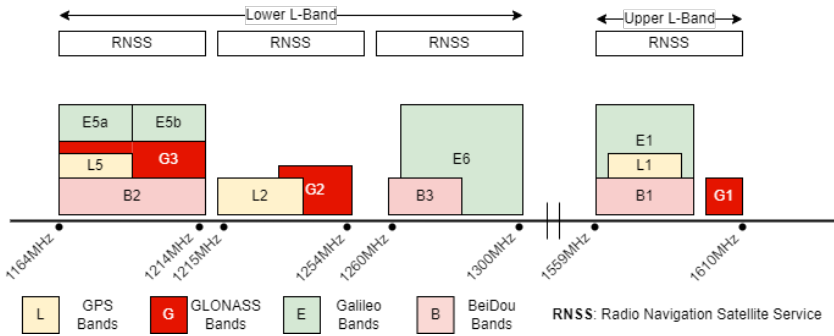 Lower L-Band
Upper L-Band
RNSS
RNSS
RNSS
RNSS
E5a
E5b
E6
E1
G3
L5
L1
B2
L2
G2
B3
B1
G1
1164MHz
1214MHz
1215MHz
1254MHz
1260MHz
1300MHz
1559MHz
1610MHz
L
GPS
Bands
G
GLONASS
Bands
E
Galileo
Bands
B
BeiDou
Bands
RNSS: Radio Navigation Satellite Service